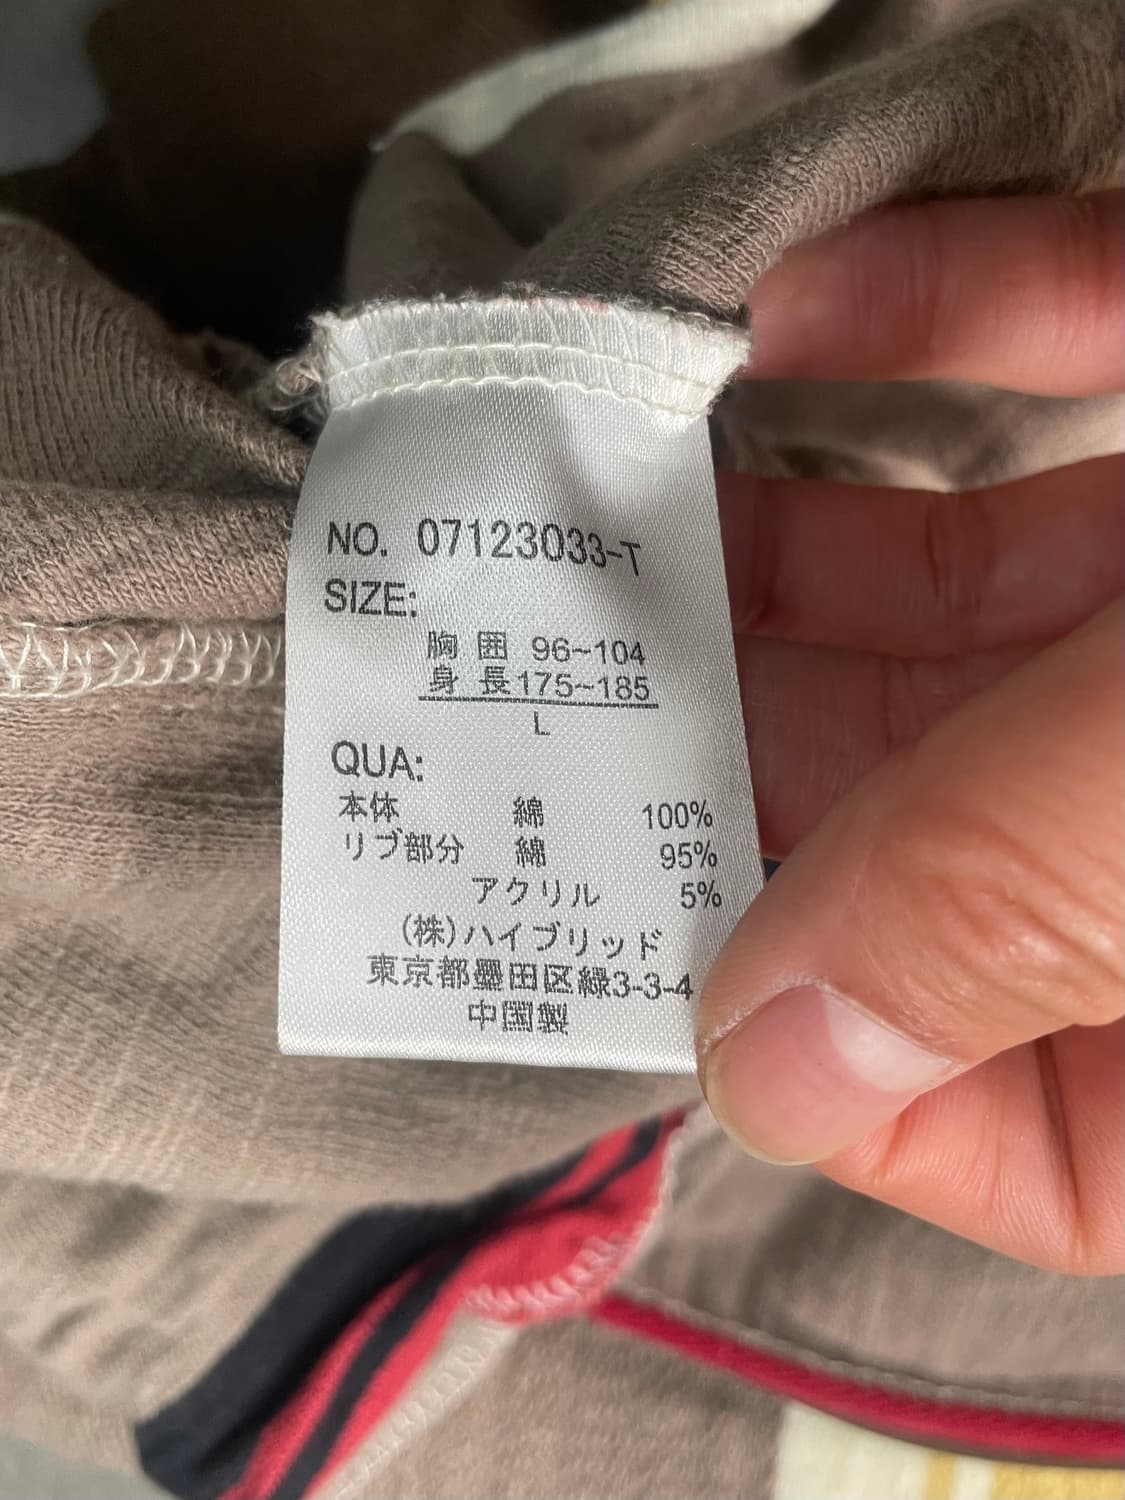 NO. 07123033-T
SIZE:
胸 囲 96~104
身 長175~185
L
QUA:
本体 綿 100%
リブ部分 綿 95%
アクリル 5%
(株)ハイブリッド
東京都墨田区緑3-3-4
中国製